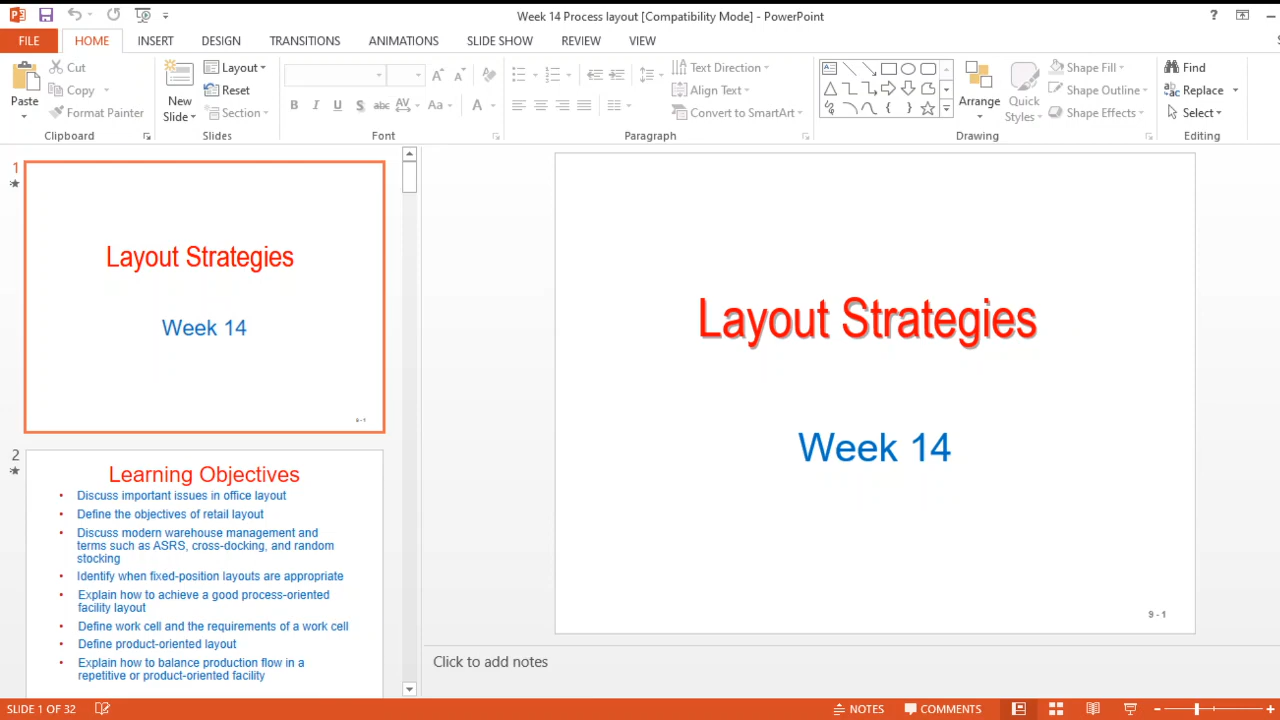 Week 14 Process layout [Compatibility Mode] - PowerPoint
?
FILE HOME INSERT DESIGN TRANSITIONS ANIMATIONS SLIDE SHOW REVIEW VIEW
Paste
Cut
Copy
Format Painter
Clipboard
New
Slide
Layout
Reset
Section
Slides
B I U S abc AV Aa A
Font
Text Direction
Align Text
Convert to SmartArt
Paragraph
Arrange
Quick
Styles
Shape Fill
Shape Outline
Shape Effects
Drawing
Find
Replace
Select
Editing
1
Layout Strategies
Week 14
9 - 1
2
Learning Objectives
• Discuss important issues in office layout
• Define the objectives of retail layout
• Discuss modern warehouse management and
terms such as ASRS, cross-docking, and random
stocking
• Identify when fixed-position layouts are appropriate
• Explain how to achieve a good process-oriented
facility layout
• Define work cell and the requirements of a work cell
• Define product-oriented layout
• Explain how to balance production flow in a
repetitive or product-oriented facility
Layout Strategies
Week 14
9 - 1
Click to add notes
SLIDE 1 OF 32
NOTES
COMMENTS